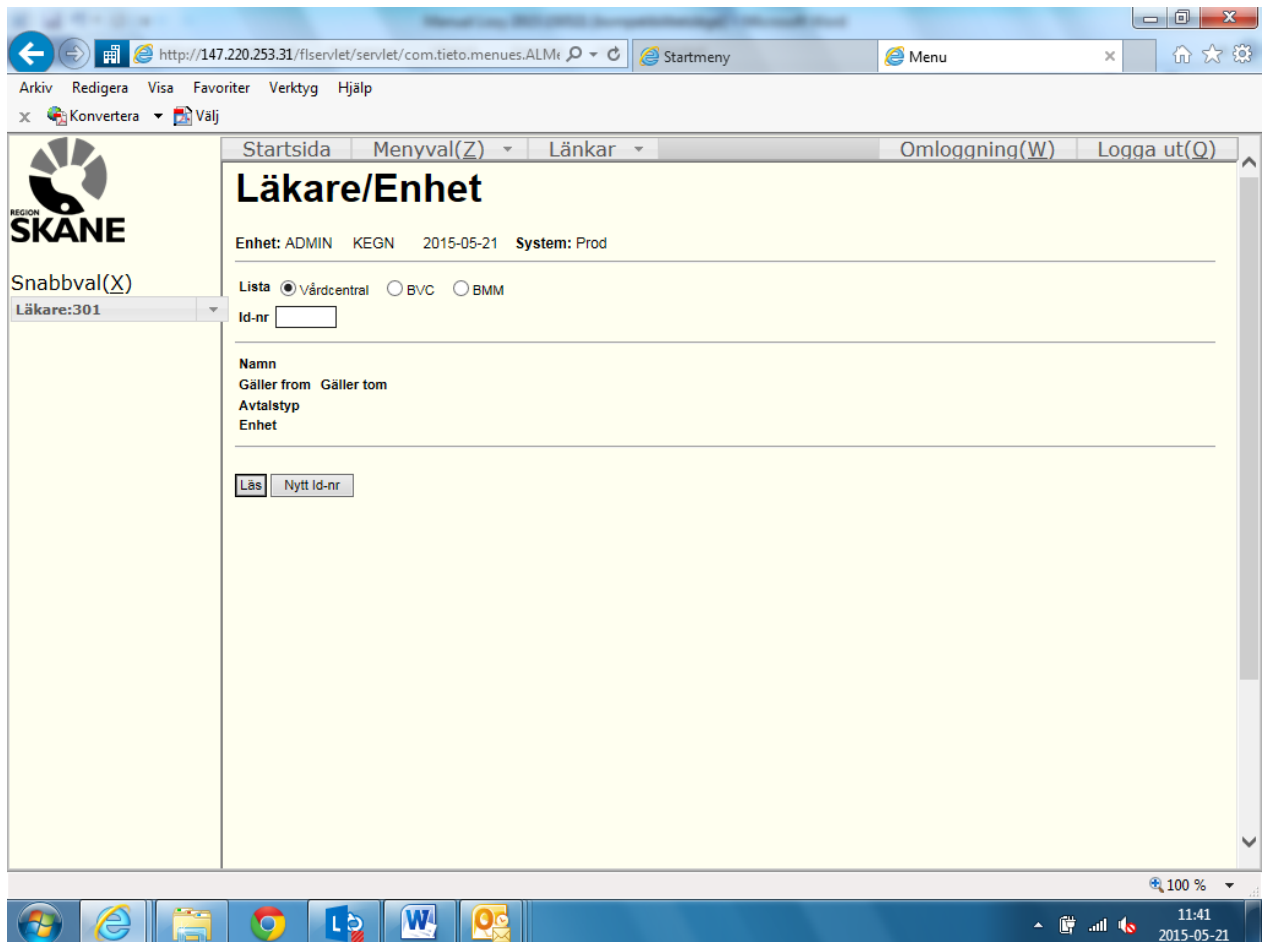 http://147.220.253.31/flservlet/servlet/com.tieto.menues.ALMe
Startmeny
Menu
Arkiv Redigera Visa Favoriter Verktyg Hjälp
x Konvertera Välj
Startsida Menyval(Z) Länkar Omloggning(W) Logga ut(Q)
REGION
SKÅNE
Läkare/Enhet
Enhet: ADMIN KEGN 2015-05-21 System: Prod
Snabbval(X)
Läkare:301
Lista Vårdcentral BVC BMM
Id-nr
Namn
Gäller from Gäller tom
Avtalstyp
Enhet
Läs Nytt Id-nr
100 %
11:41
2015-05-21